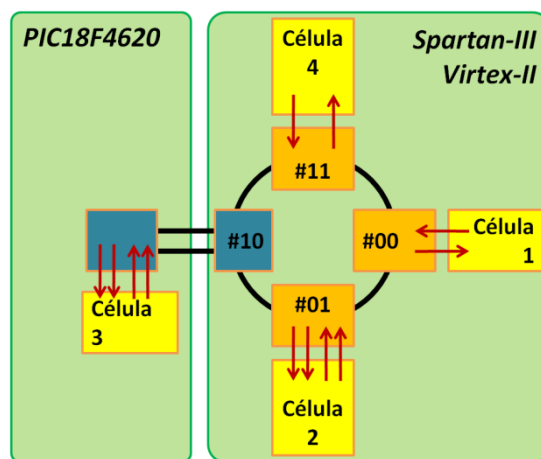 PIC18F4620
Spartan-III
Virtex-II
Célula
4
#11
#10
#00
Célula
1
#01
Célula
3
Célula
2